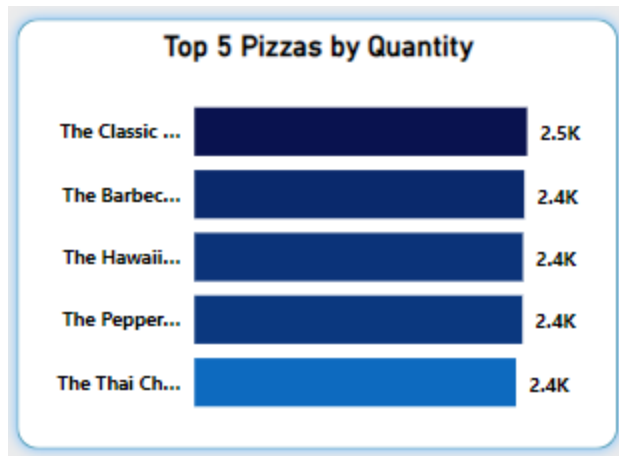 Top 5 Pizzas by Quantity
The Classic ... 2.5K
The Barbec... 2.4K
The Hawaii... 2.4K
The Pepper... 2.4K
The Thai Ch... 2.4K